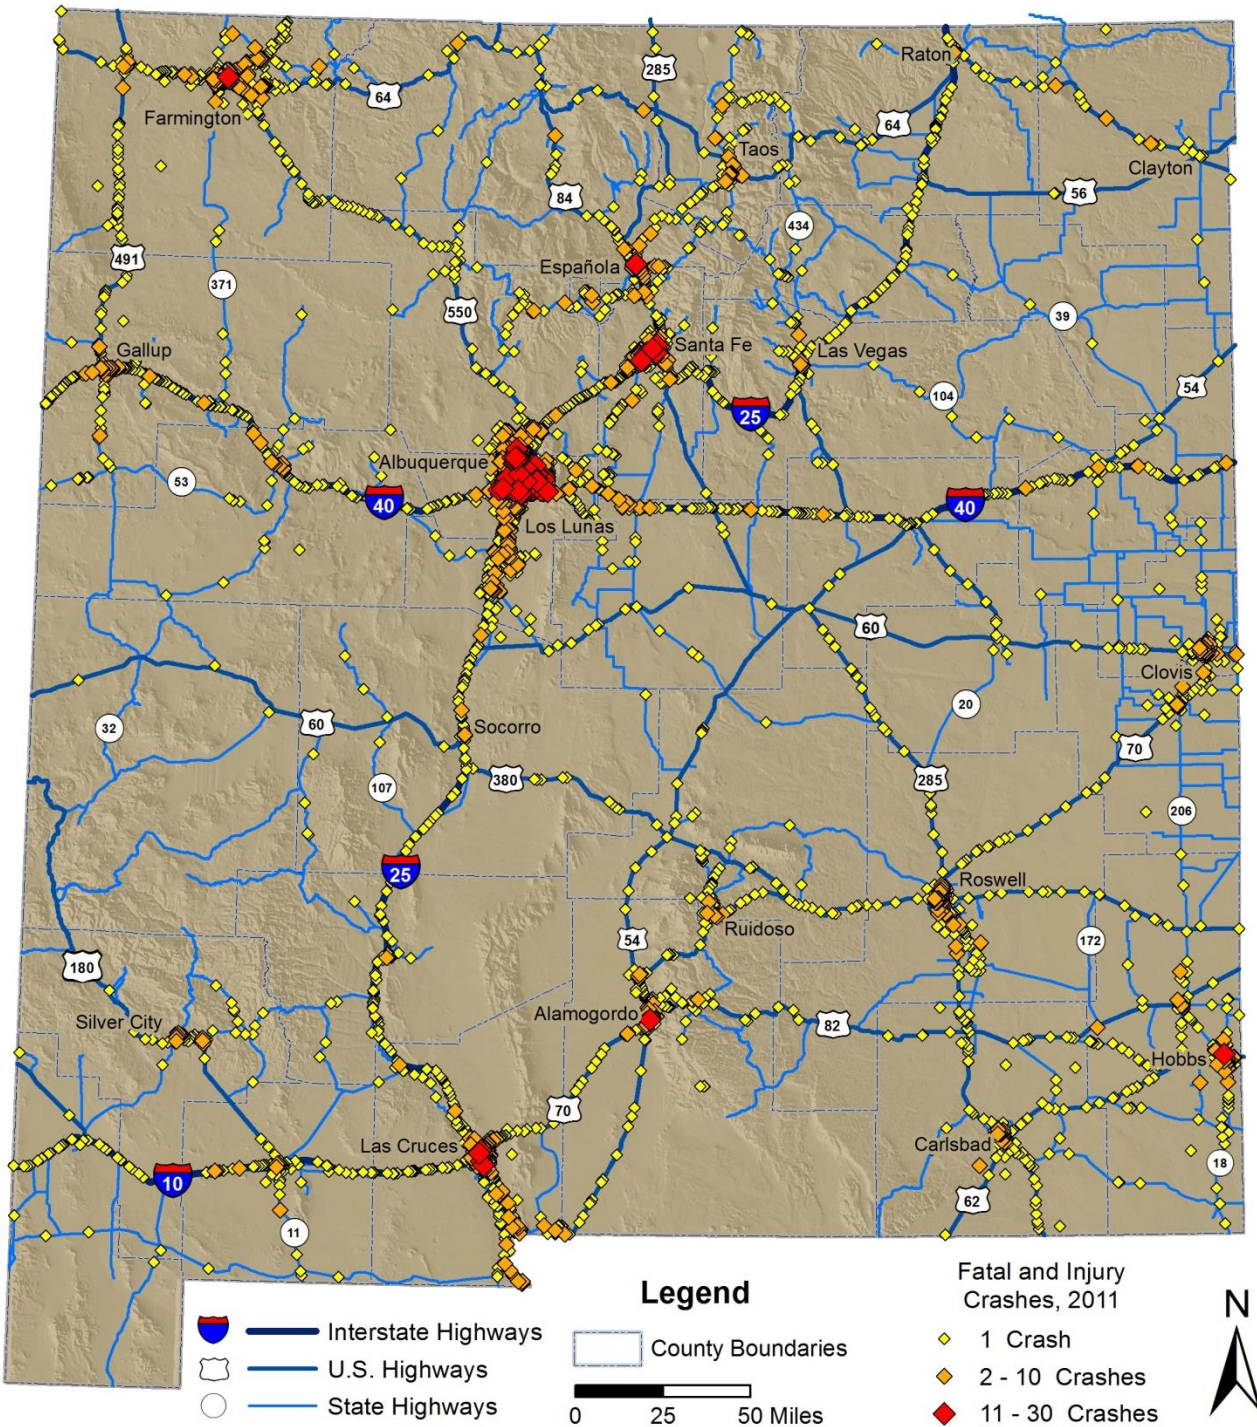 Raton
285
64
Farmington
64
Taos
Clayton
56
84
434
491
Española
371
550
39
Gallup
Santa Fe
Las Vegas
54
104
25
Albuquerque
53
40
40
Los Lunas
60
Clovis
20
32
60
Socorro
70
380
285
107
206
25
Roswell
Ruidoso
54
172
180
Silver City
Alamogordo
82
Hobbs
70
Las Cruces
Carlsbad
18
10
62
11
Legend
Interstate Highways
U.S. Highways
State Highways
County Boundaries
0 25 50 Miles
Fatal and Injury
Crashes, 2011
1 Crash
2 - 10 Crashes
11 - 30 Crashes
N